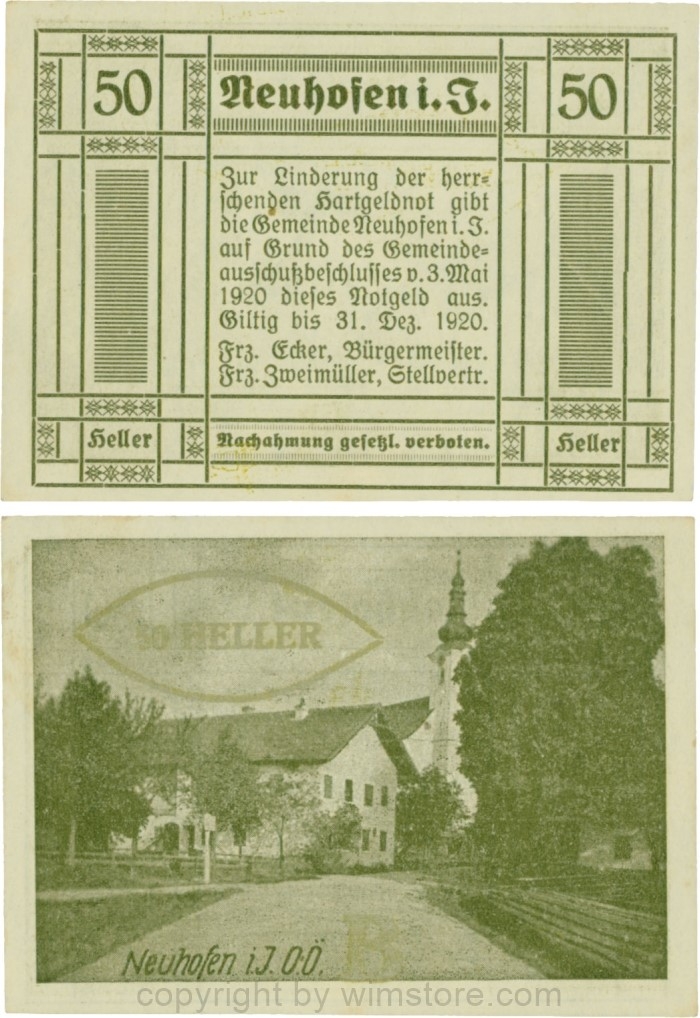 50
Neuhofen i. J.
50
Zur Linderung der herr=
schenden Hartgeldnot gibt
die Gemeinde Neuhofen i. J.
auf Grund des Gemeinde=
ausschußbeschlusses v. 3. Mai
1920 dieses Notgeld aus.
Giltig bis 31. Dez. 1920.
Frz. Ecker, Bürgermeister.
Frz. Zweimüller, Stellvertr.
Heller
Nachahmung gesetzl. verboten.
Heller
50 HELLER
B
Neuhofen i. J. O.Ö.
copyright by wimstore.com